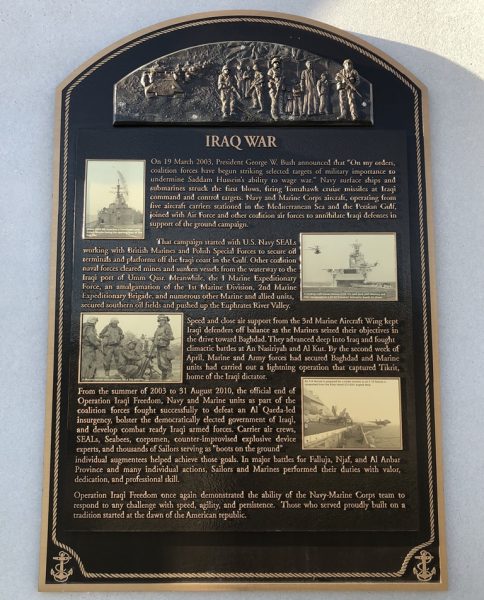 IRAQ WAR
On 19 March 2003, President George W. Bush announced that "On my orders,
coalition forces have begun striking selected targets of military importance to
undermine Saddam Hussein's ability to wage war." Navy surface ships and
submarines struck the first blows, firing Tomahawk cruise missiles at Iraqi
command and control targets. Navy and Marine Corps aircraft, operating from
five aircraft carriers stationed in the Mediterranean Sea and the Persian Gulf,
joined with Air Force and other coalition air forces to annihilate Iraqi defenses in
support of the ground campaign.
That campaign started with U.S. Navy SEALs
working with British Marines and Polish Special Forces to secure oil
terminals and platforms off the Iraqi coast in the Gulf. Other coalition
naval forces cleared mines and sunken vessels from the waterway to the
Iraqi port of Umm Qasr. Meanwhile, the I Marine Expeditionary
Force, an amalgamation of the 1st Marine Division, 2nd Marine
Expeditionary Brigade, and numerous other Marine and allied units,
secured southern oil fields and pushed up the Euphrates River Valley.
Speed and close air support from the 3rd Marine Aircraft Wing kept
Iraqi defenders off balance as the Marines seized their objectives in
the drive toward Baghdad. They advanced deep into Iraq and fought
climactic battles at An Nasiriyah and Al Kut. By the second week of
April, Marine and Army forces had secured Baghdad and Marine
units had carried out a lightning operation that captured Tikrit,
home of the Iraqi dictator.
From the summer of 2003 to 31 August 2010, the official end of
Operation Iraqi Freedom, Navy and Marine units as part of the
coalition forces fought successfully to defeat an Al Qaeda-led
insurgency, bolster the democratically elected government of Iraq,
and develop combat ready Iraqi armed forces. Carrier air crews,
SEALs, Seabees, corpsmen, counter-improvised explosive device
experts, and thousands of Sailors serving as "boots on the ground"
individual augmentees helped achieve those goals. In major battles for Falluja, Njaf, and Al Anbar
Province and many individual actions, Sailors and Marines performed their duties with valor,
dedication, and professional skill.
Operation Iraqi Freedom once again demonstrated the ability of the Navy-Marine Corps team to
respond to any challenge with speed, agility, and persistence. Those who served proudly built on a
tradition started at the dawn of the American republic.